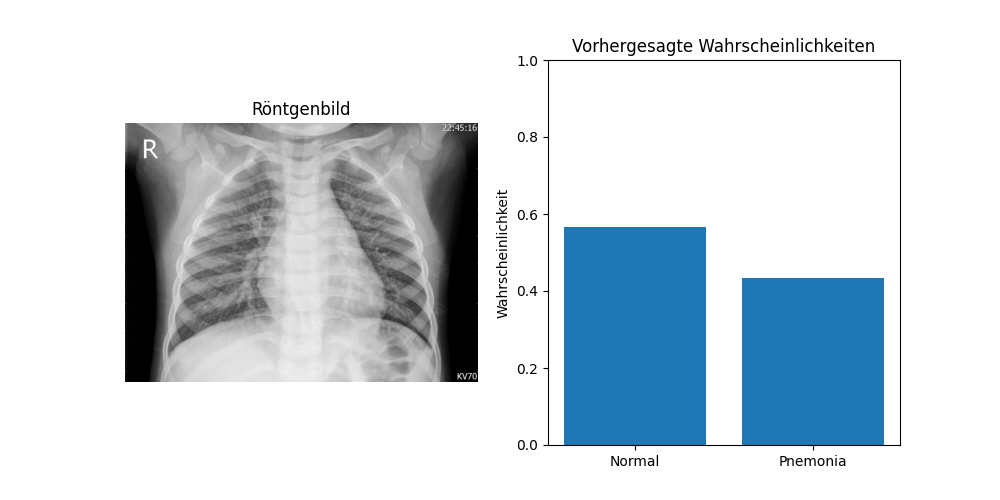 Röntgenbild
R
22:45:16
KV70
Vorhergesagte Wahrscheinlichkeiten
Wahrscheinlichkeit
1.0
0.8
0.6
0.4
0.2
0.0
Normal
Pnemonia